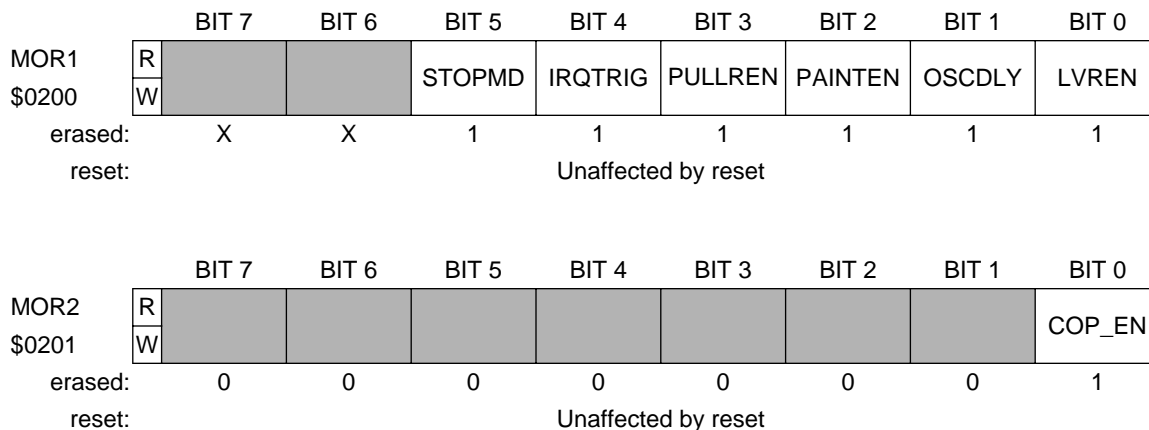 BIT 7 BIT 6 BIT 5 BIT 4 BIT 3 BIT 2 BIT 1 BIT 0
MOR1 R STOPMD IRQTRIG PULLREN PAINTEN OSCDLY LVREN
$0200 W
erased: X X 1 1 1 1 1 1
reset: Unaffected by reset
BIT 7 BIT 6 BIT 5 BIT 4 BIT 3 BIT 2 BIT 1 BIT 0
MOR2 R COP_EN
$0201 W
erased: 0 0 0 0 0 0 0 1
reset: Unaffected by reset